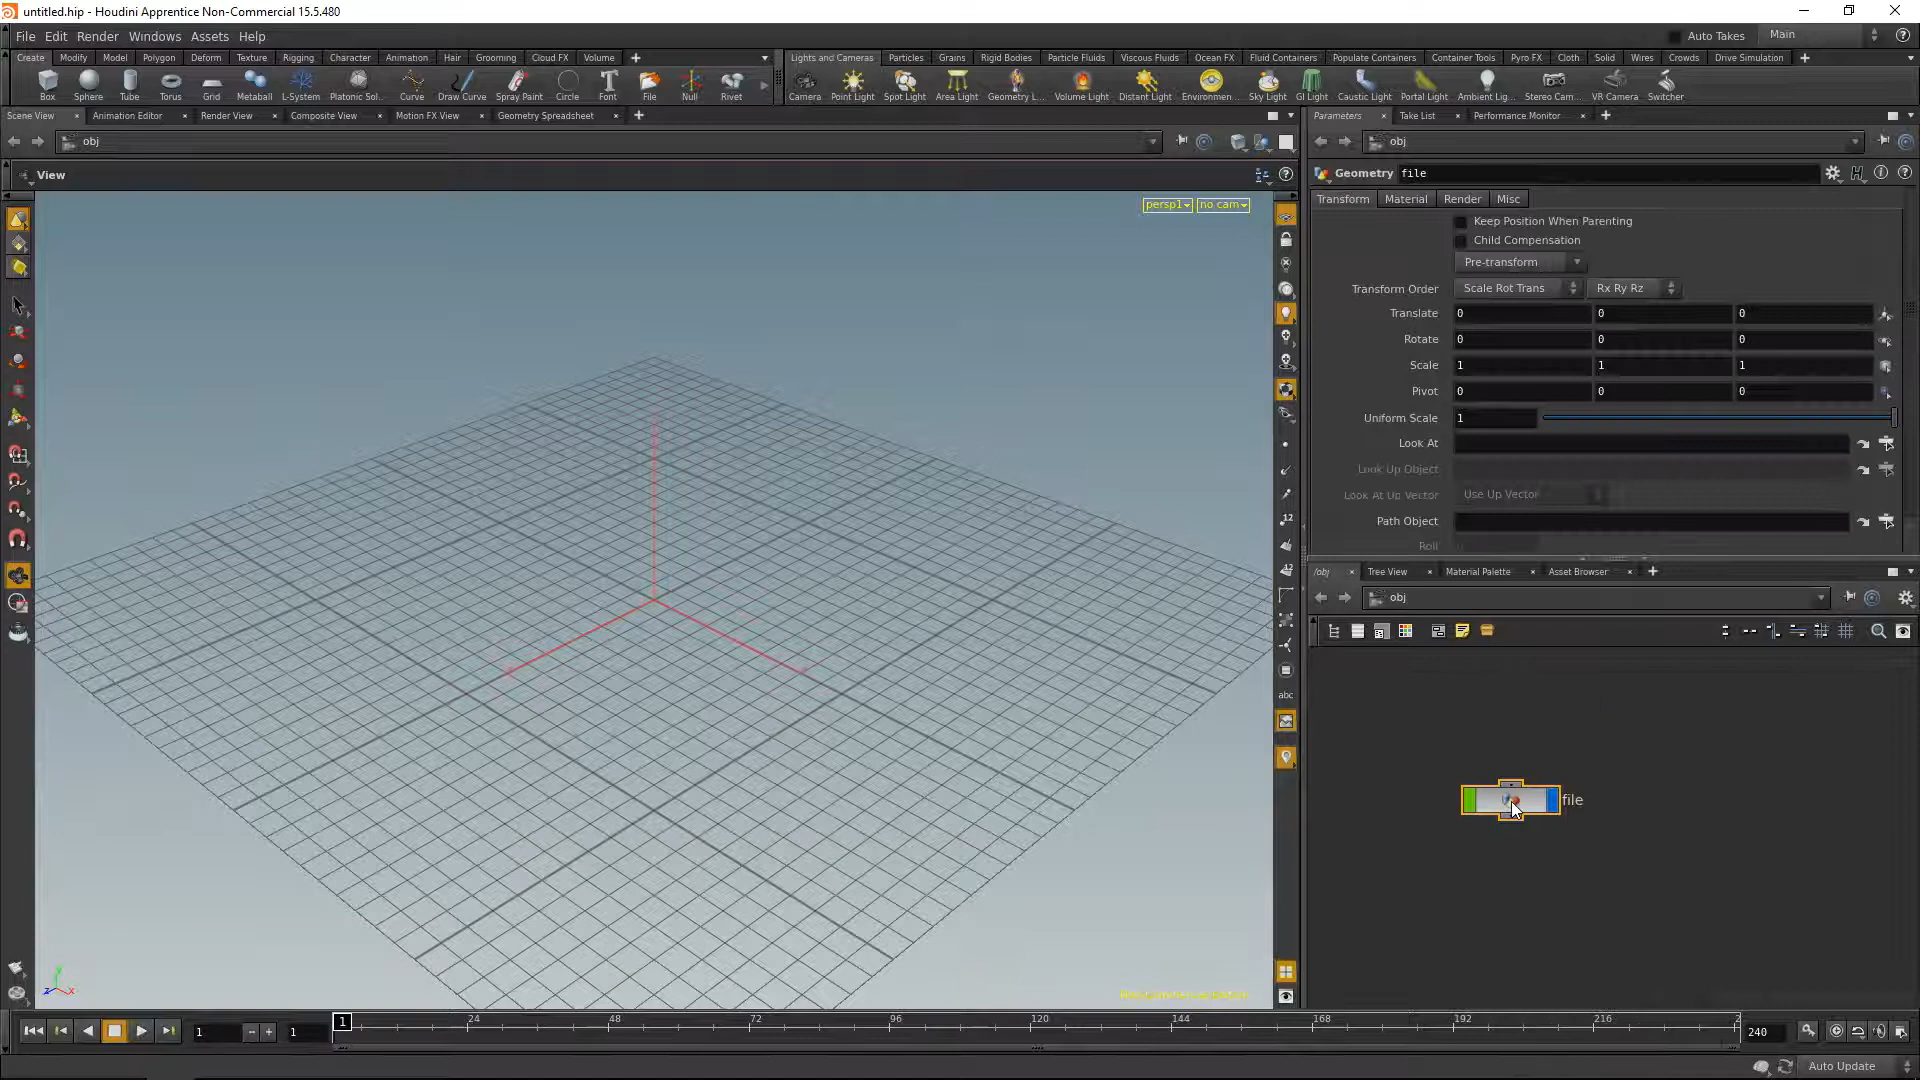 untitled.hip - Houdini Apprentice Non-Commercial 15.5.480
File Edit Render Windows Assets Help
Auto Takes Main
Create Modify Model Polygon Deform Texture Rigging Character Animation Hair Grooming Cloud FX Volume
Lights and Cameras Particles Grains Rigid Bodies Particle Fluids Viscous Fluids Ocean FX Fluid Containers Populate Containers Container Tools Pyro FX Cloth Solid Wires Crowds Drive Simulation
Box Sphere Tube Torus Grid Metaball L-System Platonic Sol... Curve Draw Curve Spray Paint Circle Font File Null Rivet
Camera Point Light Spot Light Area Light Geometry L... Volume Light Distant Light Environmen... Sky Light GI Light Caustic Light Portal Light Ambient Lig... Stereo Cam... VR Camera Switcher
Scene View Animation Editor Render View Composite View Motion FX View Geometry Spreadsheet
Parameters Take List Performance Monitor
obj
obj
View
Geometry file
persp1 no cam
Transform Material Render Misc
Keep Position When Parenting
Child Compensation
Pre-transform
Transform Order Scale Rot Trans Rx Ry Rz
Translate 0 0 0
Rotate 0 0 0
Scale 1 1 1
Pivot 0 0 0
Uniform Scale 1
Look At
Look Up Object
Look At Up Vector Use Up Vector
Path Object
Roll
/obj Tree View Material Palette Asset Browser
obj
12
12
abc
file
y
z x
1 1 1 24 48 72 96 120 144 168 192 216 2 240
Auto Update